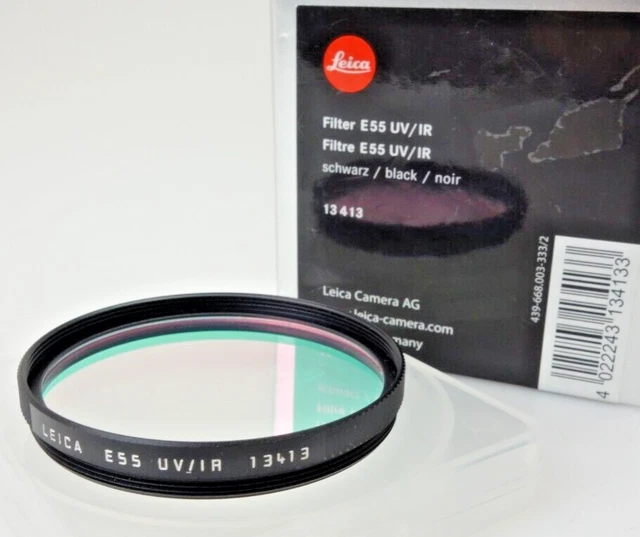 Leica
Filter E55 UV/IR
Filtre E55 UV/IR
schwarz / black / noir
13 413
Leica Camera AG
leica-camera.com
439-668.003-333/2
4 022243 134133
LEICA E55 UV/IR 13413